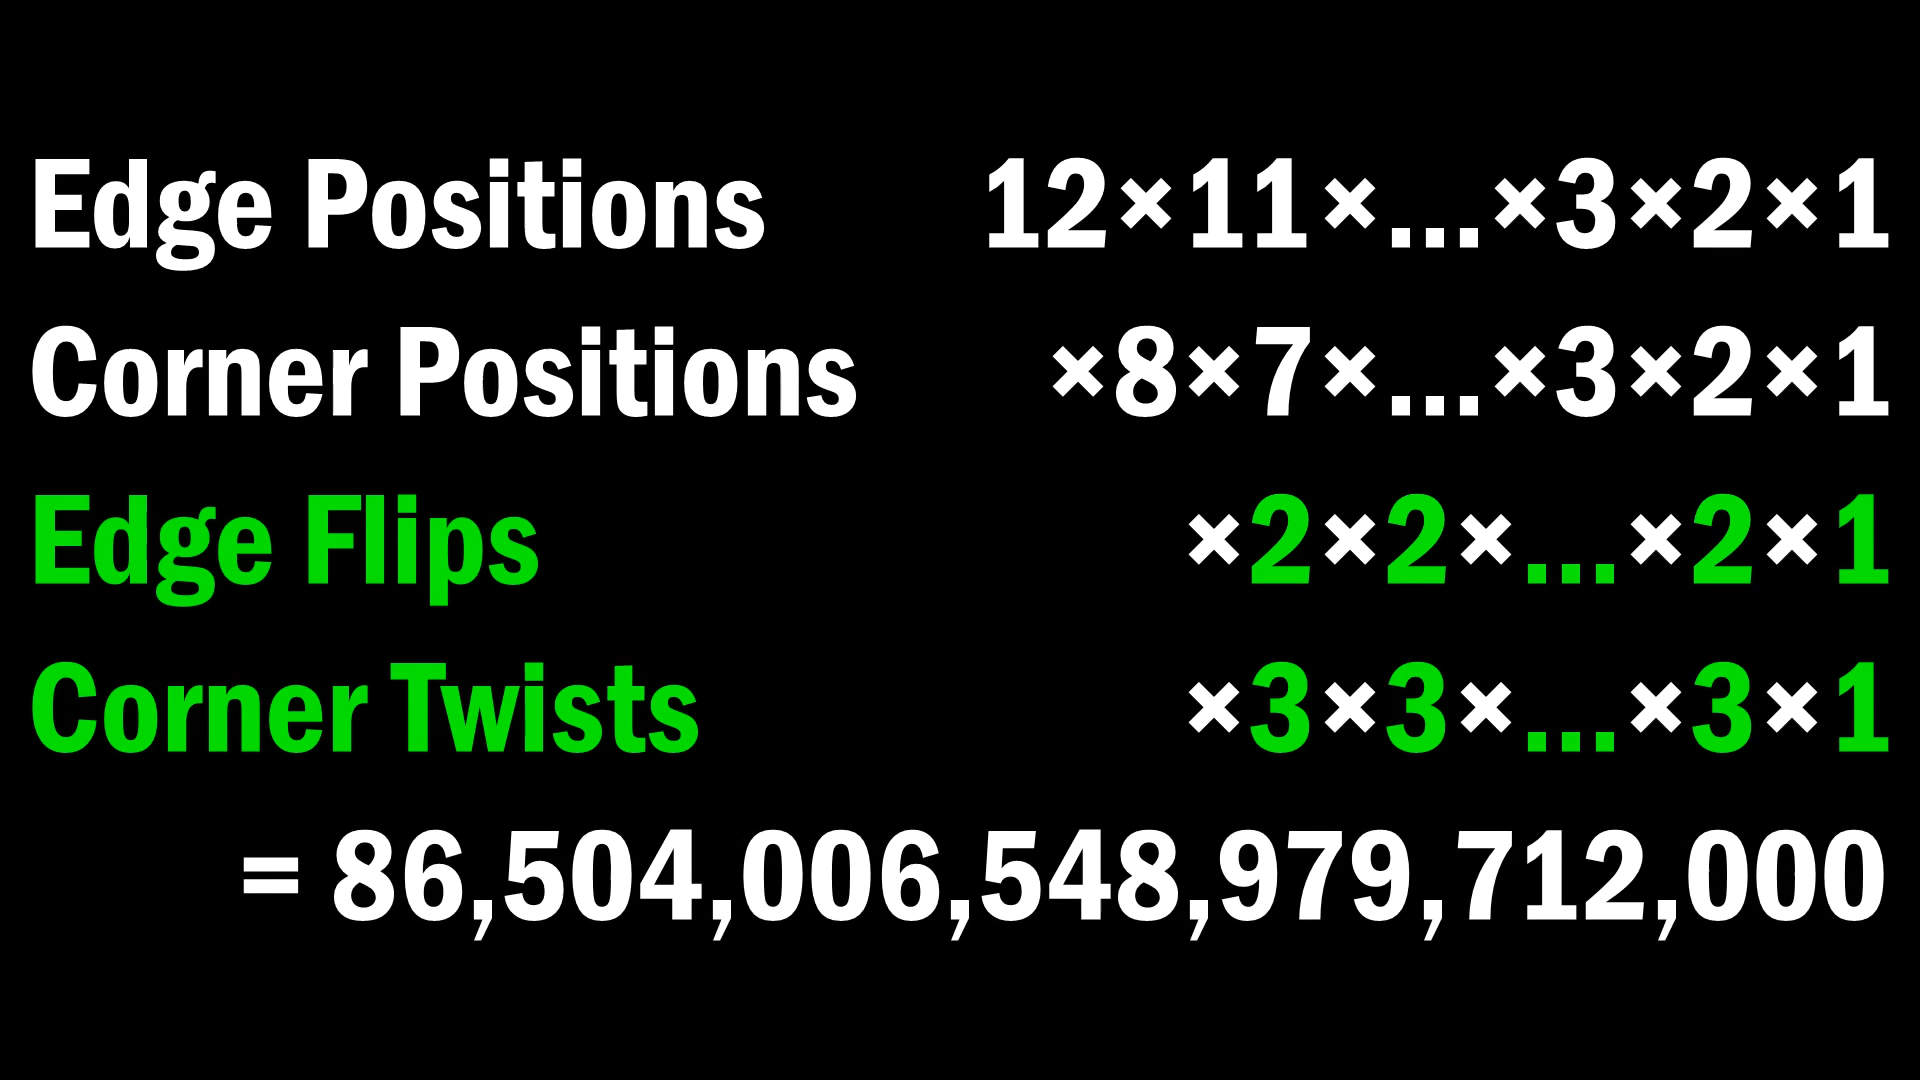 Edge Positions 12×11×...×3×2×1
Corner Positions ×8×7×...×3×2×1
Edge Flips ×2×2×...×2×1
Corner Twists ×3×3×...×3×1
= 86,504,006,548,979,712,000